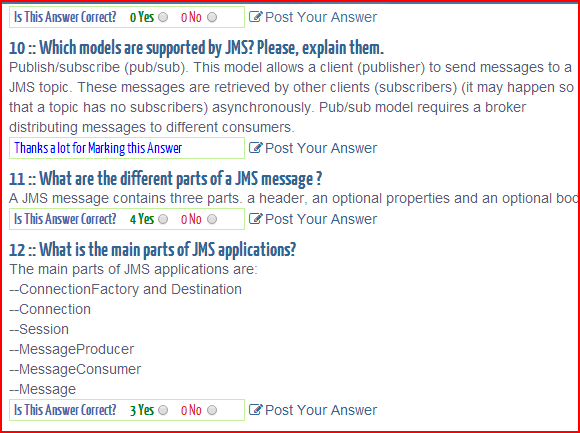 Is This Answer Correct? 0 Yes 0 No Post Your Answer
10 :: Which models are supported by JMS? Please, explain them.
Publish/subscribe (pub/sub). This model allows a client (publisher) to send messages to a
JMS topic. These messages are retrieved by other clients (subscribers) (it may happen so
that a topic has no subscribers) asynchronously. Pub/sub model requires a broker
distributing messages to different consumers.
Thanks a lot for Marking this Answer Post Your Answer
11 :: What are the different parts of a JMS message ?
A JMS message contains three parts. a header, an optional properties and an optional
Is This Answer Correct? 4 Yes 0 No Post Your Answer
12 :: What is the main parts of JMS applications?
The main parts of JMS applications are:
--ConnectionFactory and Destination
--Connection
--Session
--MessageProducer
--MessageConsumer
--Message
Is This Answer Correct? 3 Yes 0 No Post Your Answer